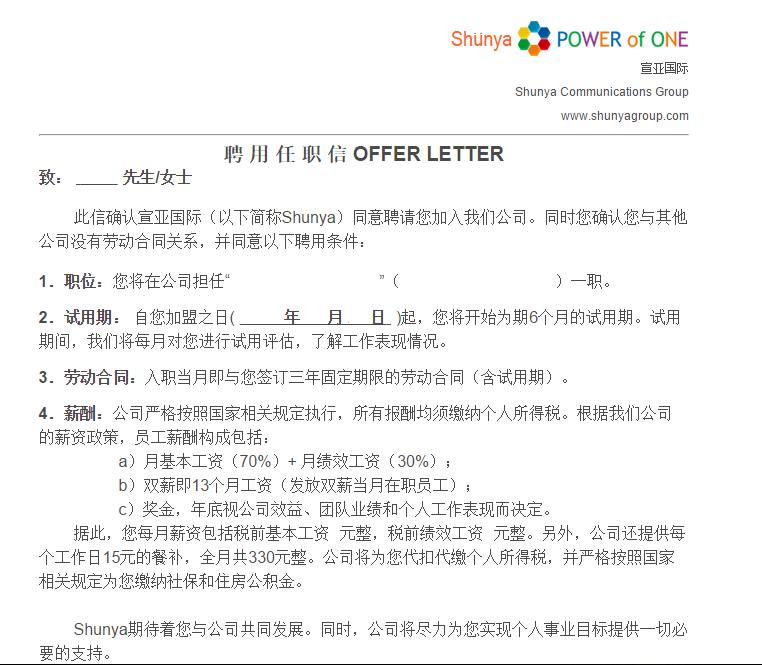 Shunya POWER of ONE
宣亚国际
Shunya Communications Group
www.shunyagroup.com
聘 用 任 职 信 OFFER LETTER
致： _____ 先生/女士
此信确认宣亚国际（以下简称Shunya）同意聘请您加入我们公司。同时您确认您与其他
公司没有劳动合同关系，并同意以下聘用条件：
1．职位：您将在公司担任“ ”（ ）一职。
2．试用期： 自您加盟之日( _____年__月__日_ )起，您将开始为期6个月的试用期。试用
期间，我们将每月对您进行试用评估，了解工作表现情况。
3．劳动合同：入职当月即与您签订三年固定期限的劳动合同（含试用期）。
4．薪酬：公司严格按照国家相关规定执行，所有报酬均须缴纳个人所得税。根据我们公司
的薪资政策，员工薪酬构成包括：
a）月基本工资（70%）+ 月绩效工资（30%）；
b）双薪即13个月工资（发放双薪当月在职员工）；
c）奖金，年底视公司效益、团队业绩和个人工作表现而决定。
据此，您每月薪资包括税前基本工资 元整，税前绩效工资 元整。另外，公司还提供每
个工作日15元的餐补，全月共330元整。公司将为您代扣代缴个人所得税，并严格按照国家
相关规定为您缴纳社保和住房公积金。
Shunya期待着您与公司共同发展。同时，公司将尽力为您实现个人事业目标提供一切必
要的支持。